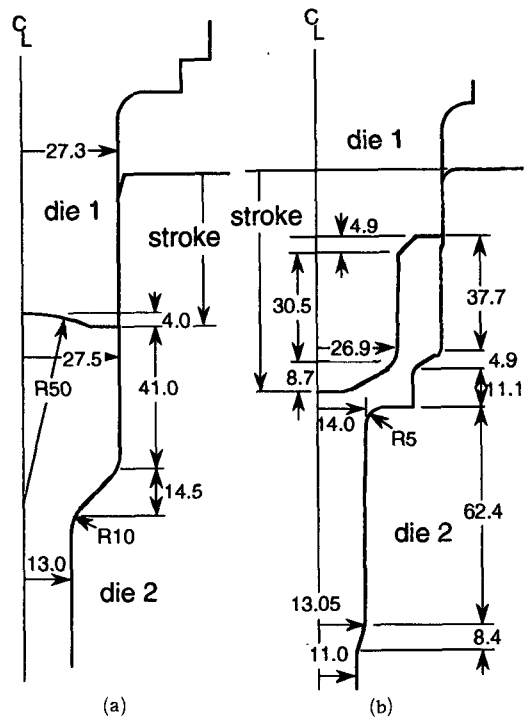 CL
27.3
die 1
stroke
4.0
27.5
R50
41.0
14.5
R10
13.0
die 2
(a)
CL
die 1
stroke
4.9
30.5
37.7
26.9
8.7
4.9
11.1
14.0
R5
62.4
die 2
13.05
8.4
11.0
(b)